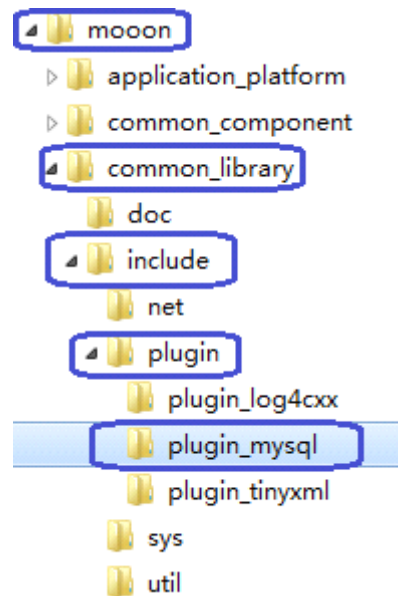 mooon
application_platform
common_component
common_library
doc
include
net
plugin
plugin_log4cxx
plugin_mysql
plugin_tinyxml
sys
util